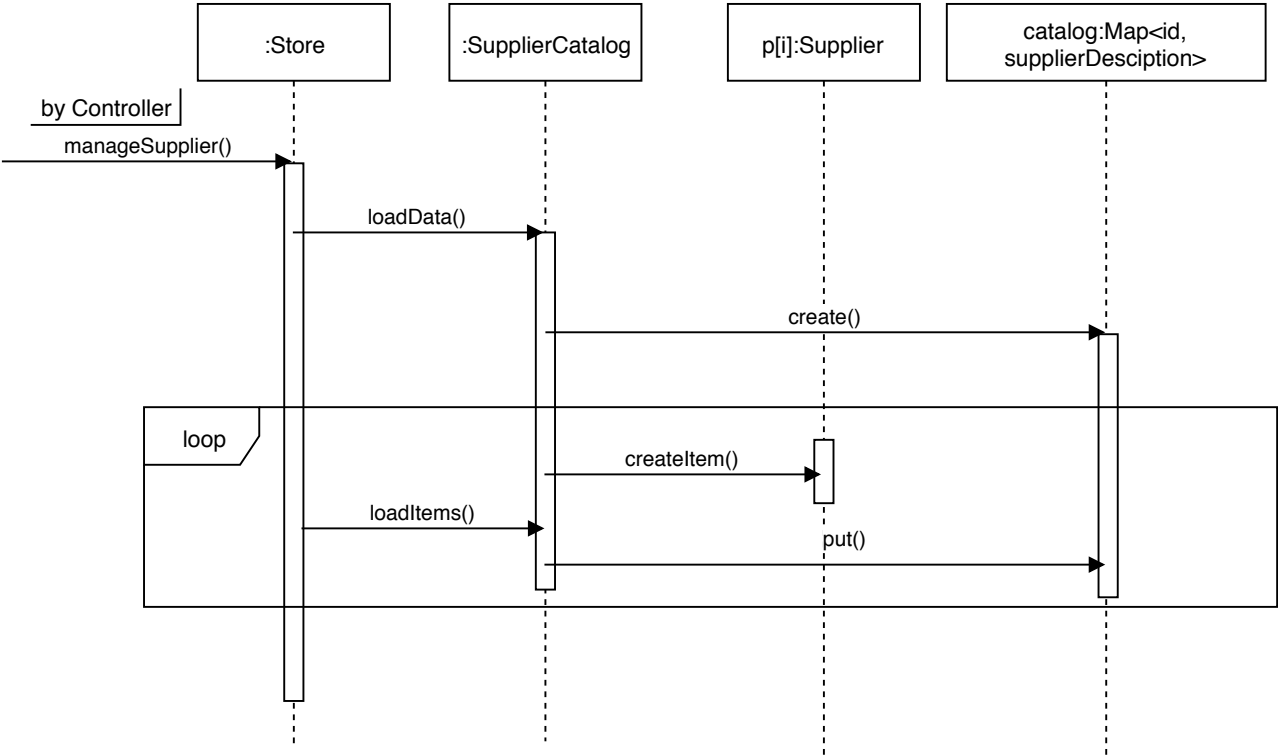 :Store
:SupplierCatalog
p[i]:Supplier
catalog:Map<id,
supplierDesciption>
by Controller
manageSupplier()
loadData()
create()
loop
createItem()
loadItems()
put()